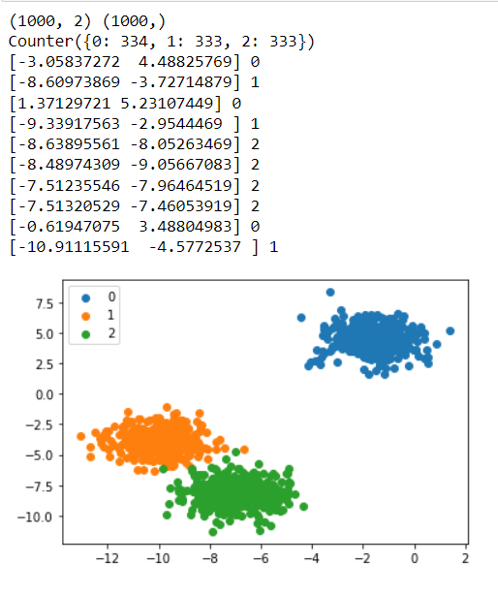 (1000, 2) (1000,)
Counter({0: 334, 1: 333, 2: 333})
[-3.05837272  4.48825769] 0
[-8.60973869 -3.72714879] 1
[1.37129721 5.23107449] 0
[-9.33917563 -2.9544469 ] 1
[-8.63895561 -8.05263469] 2
[-8.48974309 -9.05667083] 2
[-7.51235546 -7.96464519] 2
[-7.51320529 -7.46053919] 2
[-0.61947075  3.48804983] 0
[-10.91115591  -4.5772537 ] 1
0
1
2
7.5
5.0
2.5
0.0
−2.5
−5.0
−7.5
−10.0
−12 −10 −8 −6 −4 −2 0 2